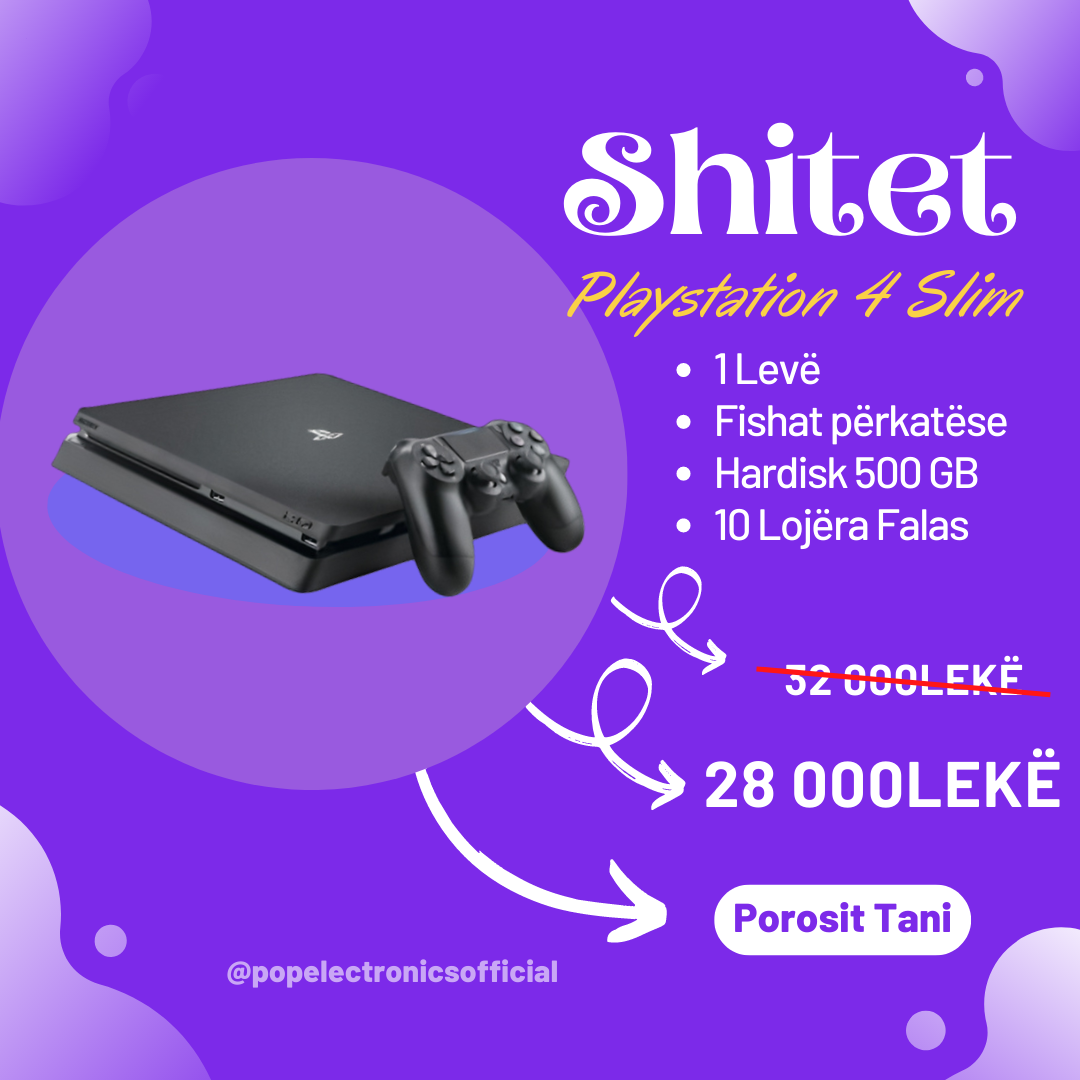 Shitet
Playstation 4 Slim
1 Levë
Fishat përkatëse
Hardisk 500 GB
10 Lojëra Falas
32 000LEKË
28 000LEKË
Porosit Tani
@popelectronicsofficial
SONY